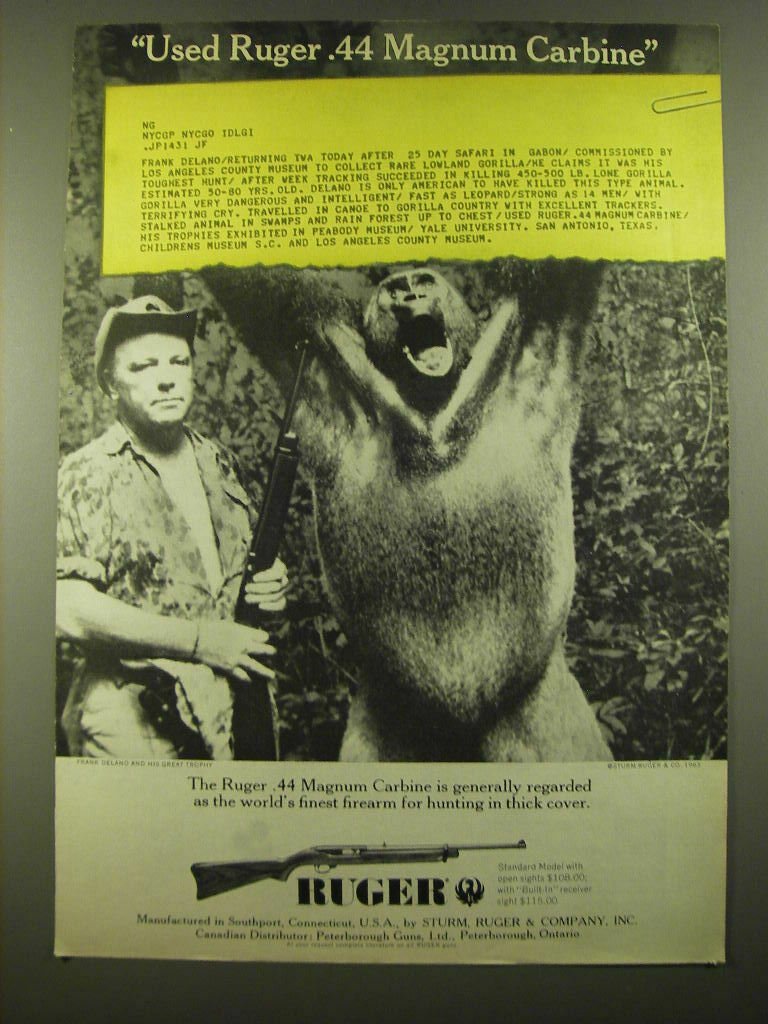 "Used Ruger .44 Magnum Carbine"
NG
NYCGP NYCGO IDLGI
.JP1431 JF
FRANK DELANO/RETURNING TWA TODAY AFTER 25 DAY SAFARI IN GABON/ COMMISSIONED BY
LOS ANGELES COUNTY MUSEUM TO COLLECT RARE LOWLAND GORILLA/HE CLAIMS IT WAS HIS
TOUGHEST HUNT/ AFTER WEEK TRACKING SUCCEEDED IN KILLING 450-500 LB. LONE GORILLA
ESTIMATED 50-80 YRS.OLD. DELANO IS ONLY AMERICAN TO HAVE KILLED THIS TYPE ANIMAL.
GORILLA VERY DANGEROUS AND INTELLIGENT/ FAST AS LEOPARD/STRONG AS 14 MEN/ WITH
TERRIFYING CRY. TRAVELLED IN CANOE TO GORILLA COUNTRY WITH EXCELLENT TRACKERS.
STALKED ANIMAL IN SWAMPS AND RAIN FOREST UP TO CHEST/USED RUGER.44 MAGNUM CARBINE/
HIS TROPHIES EXHIBITED IN PEABODY MUSEUM/ YALE UNIVERSITY. SAN ANTONIO, TEXAS.
CHILDRENS MUSEUM S.C. AND LOS ANGELES COUNTY MUSEUM.
FRANK DELANO AND HIS GREAT TROPHY
©STURM, RUGER & CO. 1963
The Ruger .44 Magnum Carbine is generally regarded
as the world's finest firearm for hunting in thick cover.
Standard Model with
open sights $108.00;
with "Built-In" receiver
sight $115.00
RUGER®
Manufactured in Southport, Connecticut, U.S.A., by STURM, RUGER & COMPANY, INC.
Canadian Distributor: Peterborough Guns, Ltd., Peterborough, Ontario
At your request complete literature on all RUGER guns.